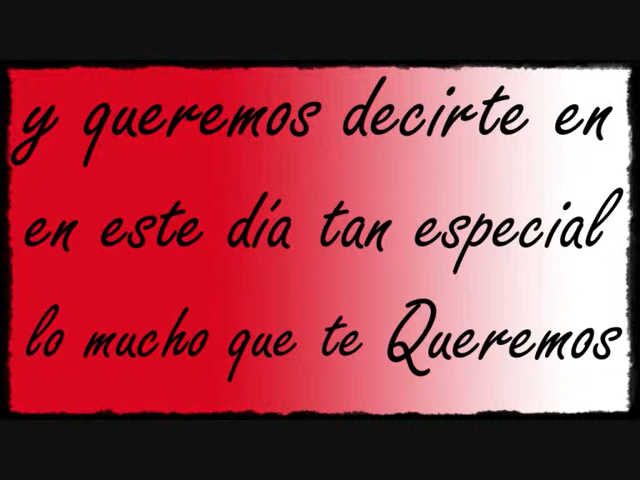 y queremos decirte en
en este día tan especial
lo mucho que te Queremos